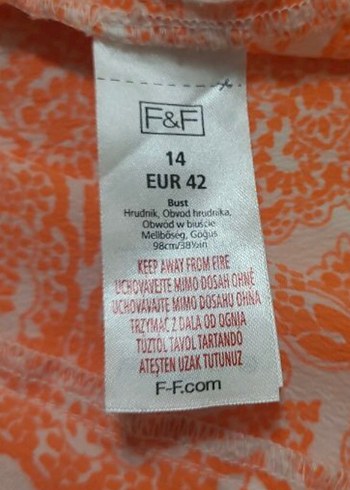 F&F
14
EUR 42
Bust
Hrudník, Obvod hrudníka,
Obwód w biuście
Mellbőség, Göğüs
98cm/38½in
KEEP AWAY FROM FIRE
UCHOVÁVEJTE MIMO DOSAH OHNĚ
UCHOVÁVAJTE MIMO DOSAHU OHŇA
TRZYMAĆ Z DALA OD OGNIA
TŰZTŐL TÁVOL TARTANDÓ
ATEŞTEN UZAK TUTUNUZ
F-F.com